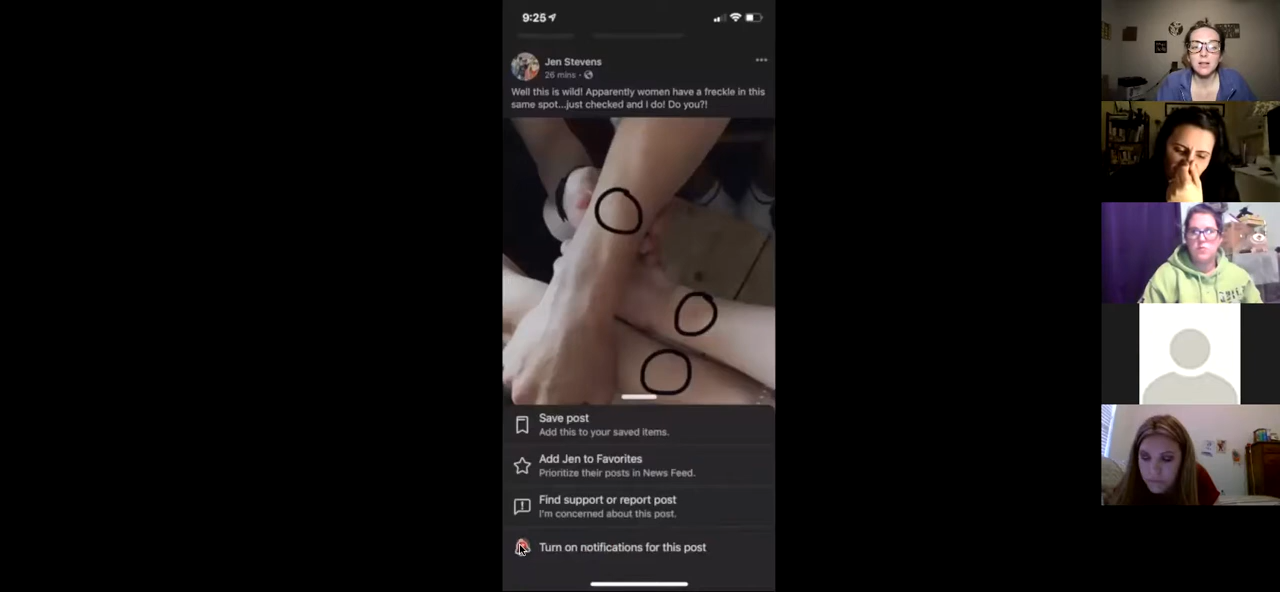 9:25
Jen Stevens
26 mins ·
Well this is wild! Apparently women have a freckle in this
same spot...just checked and I do! Do you?!
Save post
Add this to your saved items.
Add Jen to Favorites
Prioritize their posts in News Feed.
Find support or report post
I'm concerned about this post.
Turn on notifications for this post